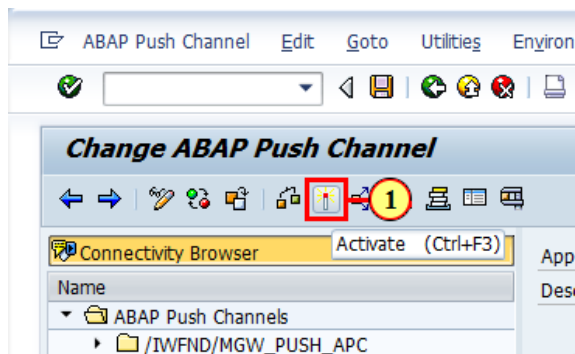 ABAP Push Channel Edit Goto Utilities Environ
Change ABAP Push Channel
1
Activate (Ctrl+F3)
Connectivity Browser
App
Name
Desc
ABAP Push Channels
/IWFND/MGW_PUSH_APC